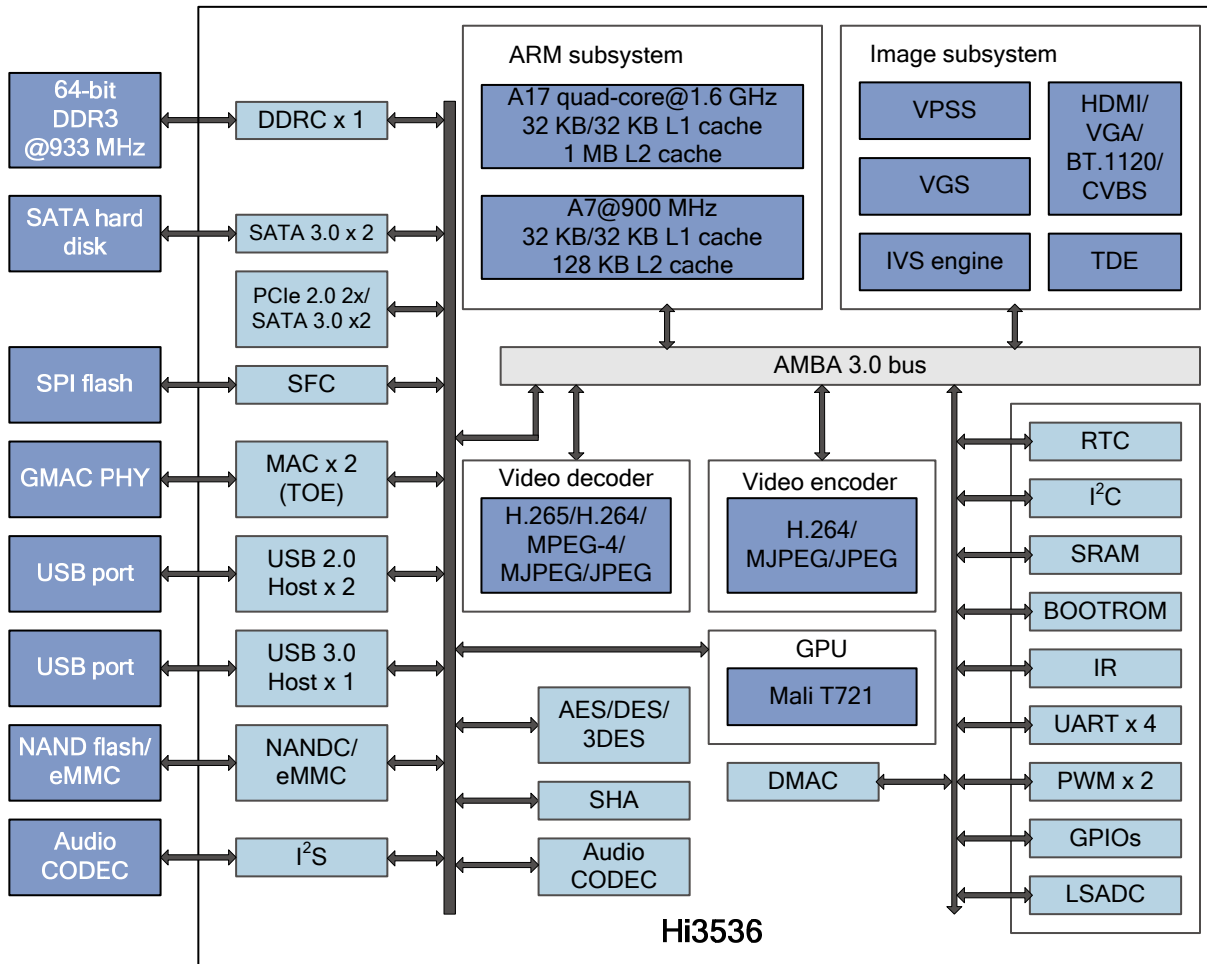 64-bit
DDR3
@933 MHz
SATA hard
disk
SPI flash
GMAC PHY
USB port
USB port
NAND flash/
eMMC
Audio
CODEC
DDRC x 1
SATA 3.0 x 2
PCIe 2.0 2x/
SATA 3.0 x2
SFC
MAC x 2
(TOE)
USB 2.0
Host x 2
USB 3.0
Host x 1
NANDC/
eMMC
I²S
ARM subsystem
A17 quad-core@1.6 GHz
32 KB/32 KB L1 cache
1 MB L2 cache
A7@900 MHz
32 KB/32 KB L1 cache
128 KB L2 cache
Image subsystem
VPSS
VGS
IVS engine
HDMI/
VGA/
BT.1120/
CVBS
TDE
AMBA 3.0 bus
Video decoder
H.265/H.264/
MPEG-4/
MJPEG/JPEG
Video encoder
H.264/
MJPEG/JPEG
GPU
Mali T721
AES/DES/
3DES
SHA
Audio
CODEC
DMAC
RTC
I²C
SRAM
BOOTROM
IR
UART x 4
PWM x 2
GPIOs
LSADC
Hi3536